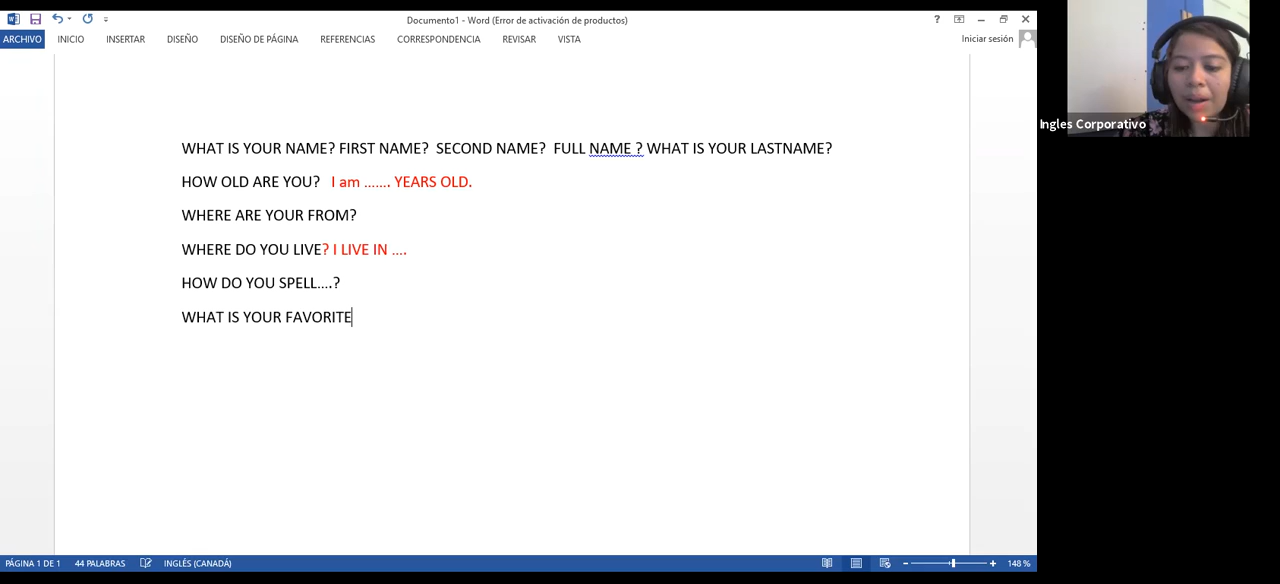 Documento1 - Word (Error de activación de productos)
?
ARCHIVO INICIO INSERTAR DISEÑO DISEÑO DE PÁGINA REFERENCIAS CORRESPONDENCIA REVISAR VISTA Iniciar sesión
Ingles Corporativo
WHAT IS YOUR NAME? FIRST NAME? SECOND NAME? FULL NAME ? WHAT IS YOUR LASTNAME?
HOW OLD ARE YOU? I am ....... YEARS OLD.
WHERE ARE YOUR FROM?
WHERE DO YOU LIVE? I LIVE IN ....
HOW DO YOU SPELL....?
WHAT IS YOUR FAVORITE
PÁGINA 1 DE 1 44 PALABRAS INGLÉS (CANADÁ) 148 %